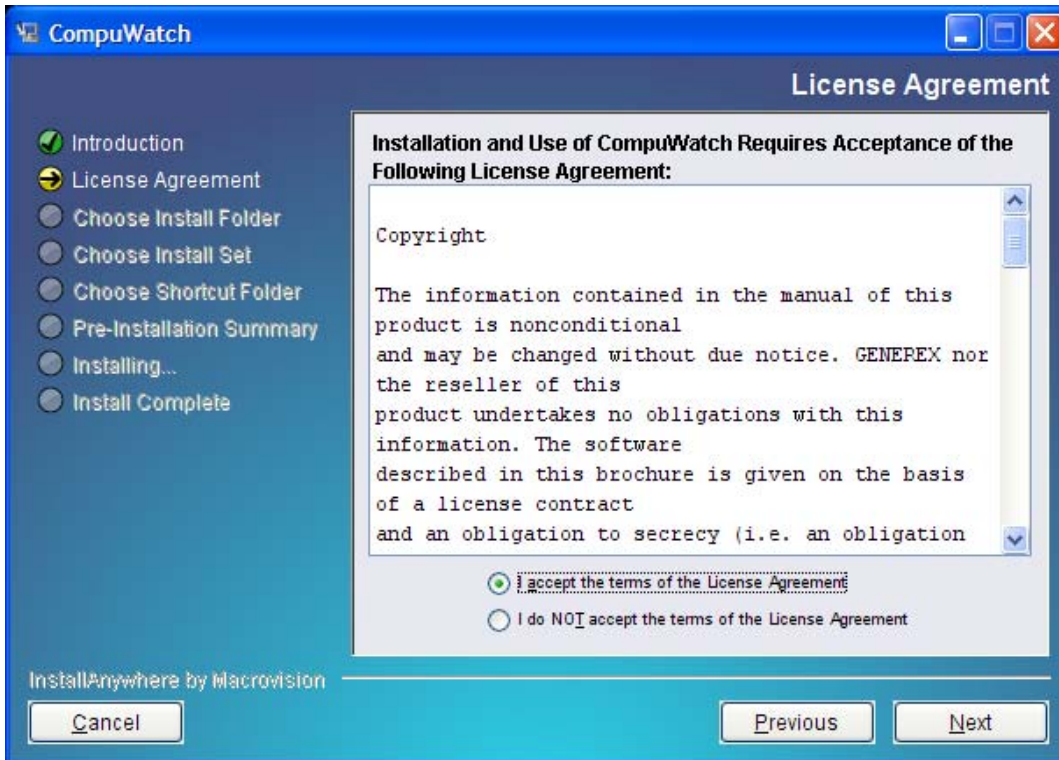 CompuWatch
License Agreement
Introduction
License Agreement
Choose Install Folder
Choose Install Set
Choose Shortcut Folder
Pre-Installation Summary
Installing...
Install Complete
Installation and Use of CompuWatch Requires Acceptance of the
Following License Agreement:
Copyright
The information contained in the manual of this
product is nonconditional
and may be changed without due notice. GENEREX nor
the reseller of this
product undertakes no obligations with this
information. The software
described in this brochure is given on the basis
of a license contract
and an obligation to secrecy (i.e. an obligation
I accept the terms of the License Agreement
I do NOT accept the terms of the License Agreement
InstallAnywhere by Macrovision
Cancel
Previous
Next